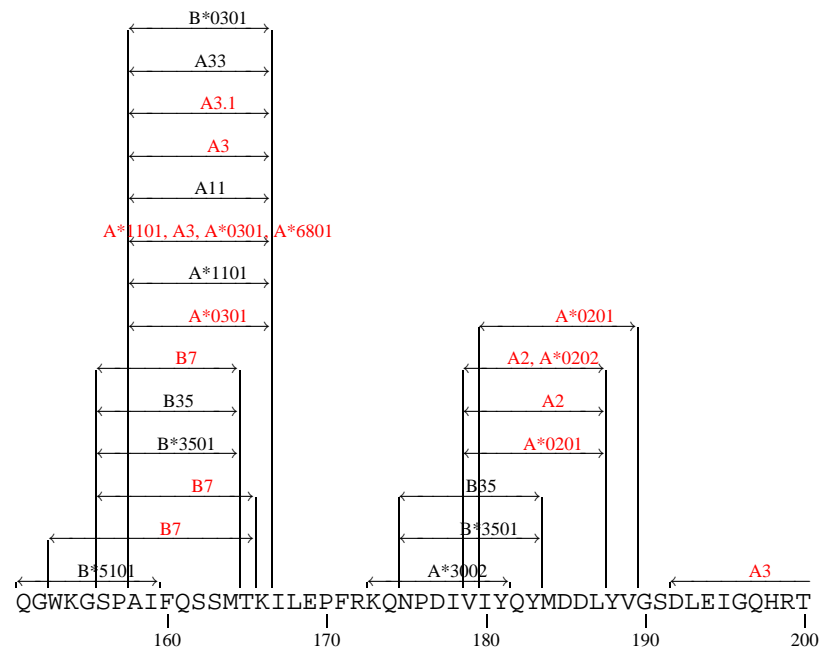 B*0301
A33
A3.1
A3
A11
A*1101, A3, A*0301, A*6801
A*1101
A*0301 A*0201
B7 A2, A*0202
B35 A2
B*3501 A*0201
B7 B35
B7 B*3501
B*5101 A*3002 A3
QGWKGSPAIFQSSMTKILEPFRKQNPDIVIYQYMDDLYVGSDLEIGQHRT
160 170 180 190 200